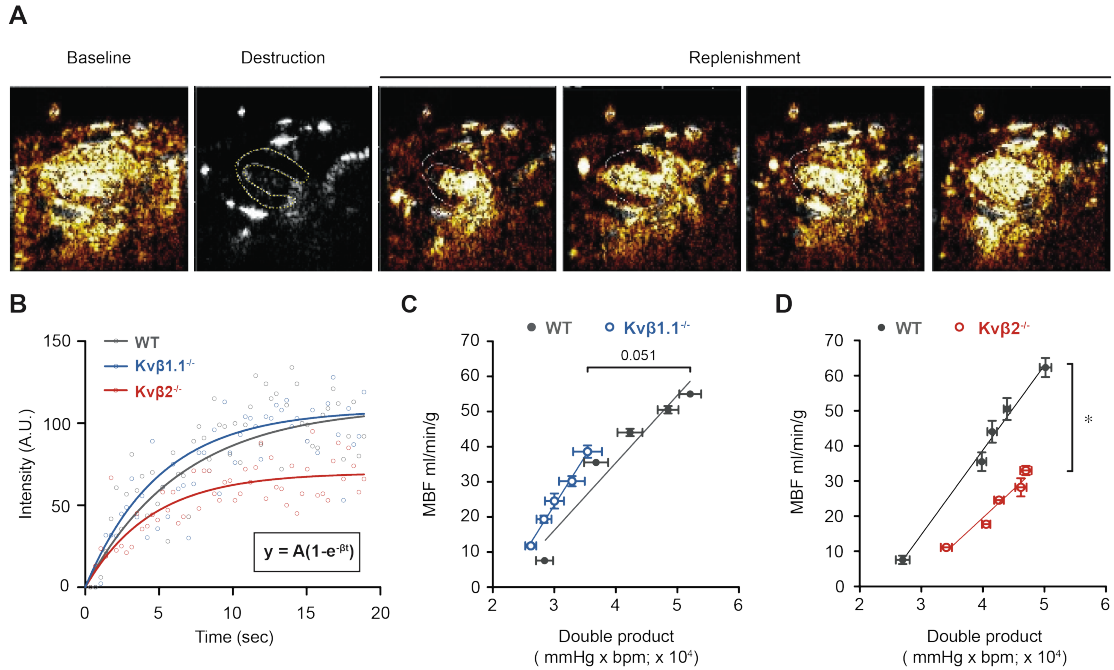 A
Baseline
Destruction
Replenishment
B
150
100
50
0
0
5
10
15
20
Intensity (A.U.)
Time (sec)
WT
Kvβ1.1-/-
Kvβ2-/-
y = A(1-e-βt)
C
WT
Kvβ1.1-/-
0.051
70
60
50
40
30
20
10
0
2
3
4
5
6
MBF ml/min/g
Double product
( mmHg x bpm; x 10⁴)
D
WT
Kvβ2-/-
*
70
60
50
40
30
20
10
0
2
3
4
5
6
MBF ml/min/g
Double product
( mmHg x bpm; x 10⁴)